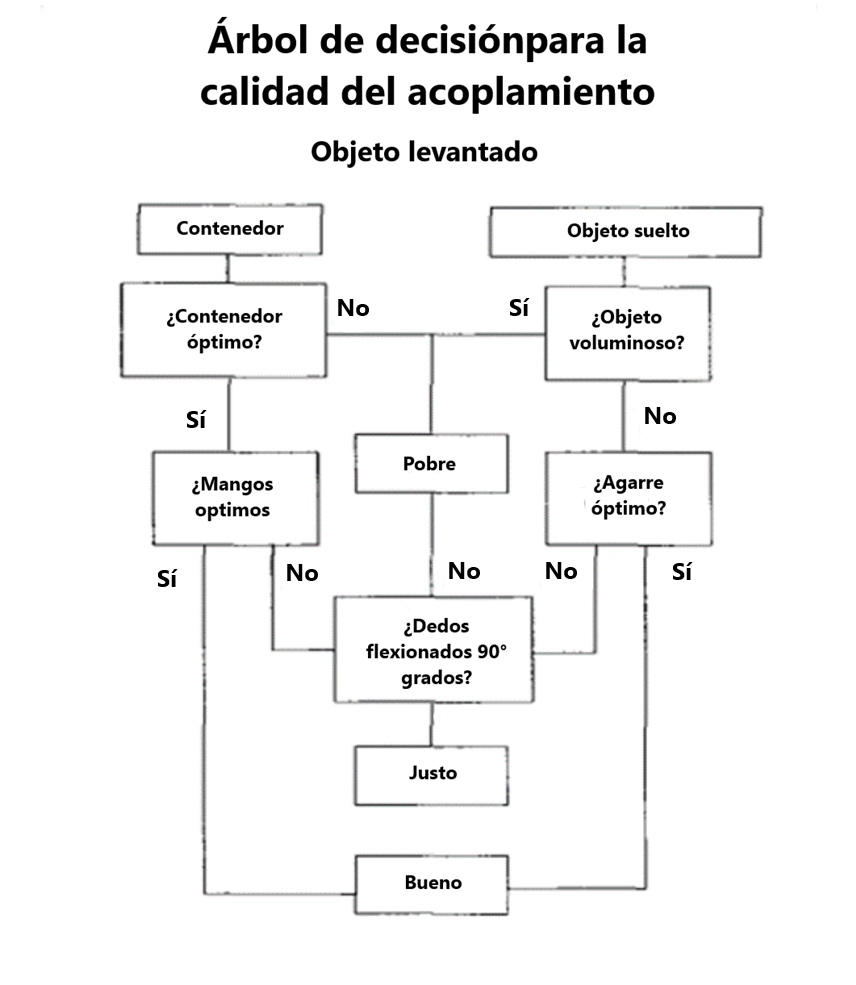 Árbol de decisiónpara la
calidad del acoplamiento
Objeto levantado
Contenedor
Objeto suelto
¿Contenedor
óptimo?
No
Sí
¿Objeto
voluminoso?
Sí
No
¿Mangos
optimos
Pobre
¿Agarre
óptimo?
Sí
No
No
No
Sí
¿Dedos
flexionados 90°
grados?
Justo
Bueno